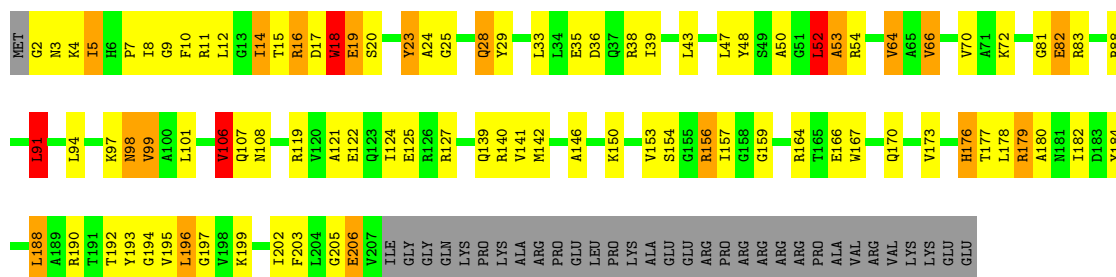 MET G2 N3 K4 I5 H6 P7 I8 G9 F10 R11 L12 G13 I14 T15 R16 D17 W18 E19 S20 Y23 A24 G25 Q28 Y29 L33 L34 E35 D36 Q37 R38 I39 L43 L47 Y48 S49 A50 G51 L52 A53 R54 V64 A65 V66 V70 A71 K72 G81 E82 R83 R88
L91 L94 K97 N98 V99 A100 L101 V106 Q107 N108 R119 V120 A121 E122 Q123 I124 E125 R126 R127 Q139 R140 V141 M142 A146 K150 V153 S154 G155 R156 I157 G158 G159 R164 T165 E166 W167 Q170 V173 H176 T177 L178 R179 A180 N181 I182 D183 Y184
L188 A189 R190 T191 T192 Y193 G194 V195 L196 G197 V198 K199 I202 F203 L204 G205 E206 V207 ILE GLY GLY GLN LYS PRO LYS ALA ARG PRO GLU LEU PRO LYS ALA GLU GLU ARG PRO ARG ARG ARG ARG PRO ALA VAL ARG VAL LYS LYS GLU GLU